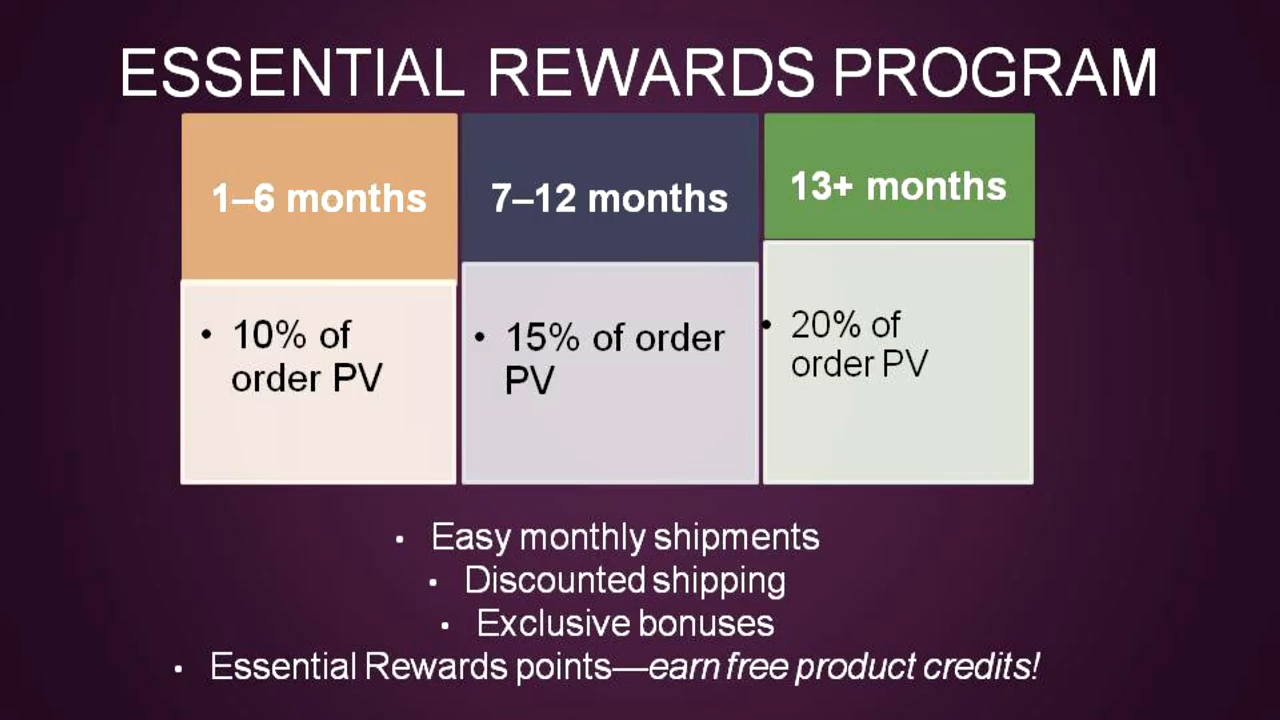 ESSENTIAL REWARDS PROGRAM
1–6 months
• 10% of
order PV
7–12 months
• 15% of order
PV
13+ months
• 20% of
order PV
• Easy monthly shipments
• Discounted shipping
• Exclusive bonuses
• Essential Rewards points—earn free product credits!